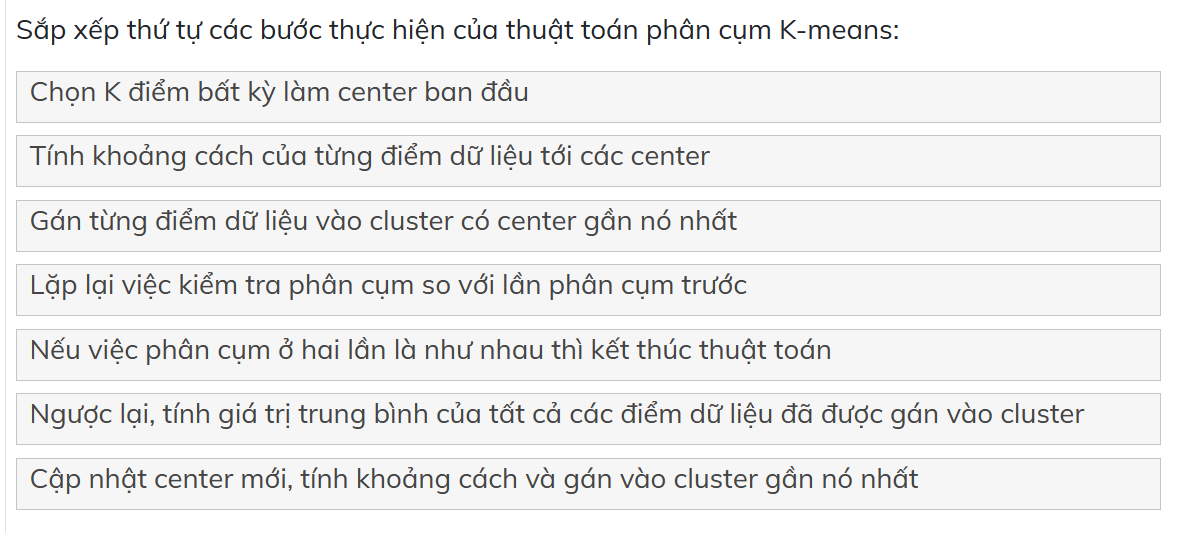 Sắp xếp thứ tự các bước thực hiện của thuật toán phân cụm K-means:
Chọn K điểm bất kỳ làm center ban đầu
Tính khoảng cách của từng điểm dữ liệu tới các center
Gán từng điểm dữ liệu vào cluster có center gần nó nhất
Lặp lại việc kiểm tra phân cụm so với lần phân cụm trước
Nếu việc phân cụm ở hai lần là như nhau thì kết thúc thuật toán
Ngược lại, tính giá trị trung bình của tất cả các điểm dữ liệu đã được gán vào cluster
Cập nhật center mới, tính khoảng cách và gán vào cluster gần nó nhất